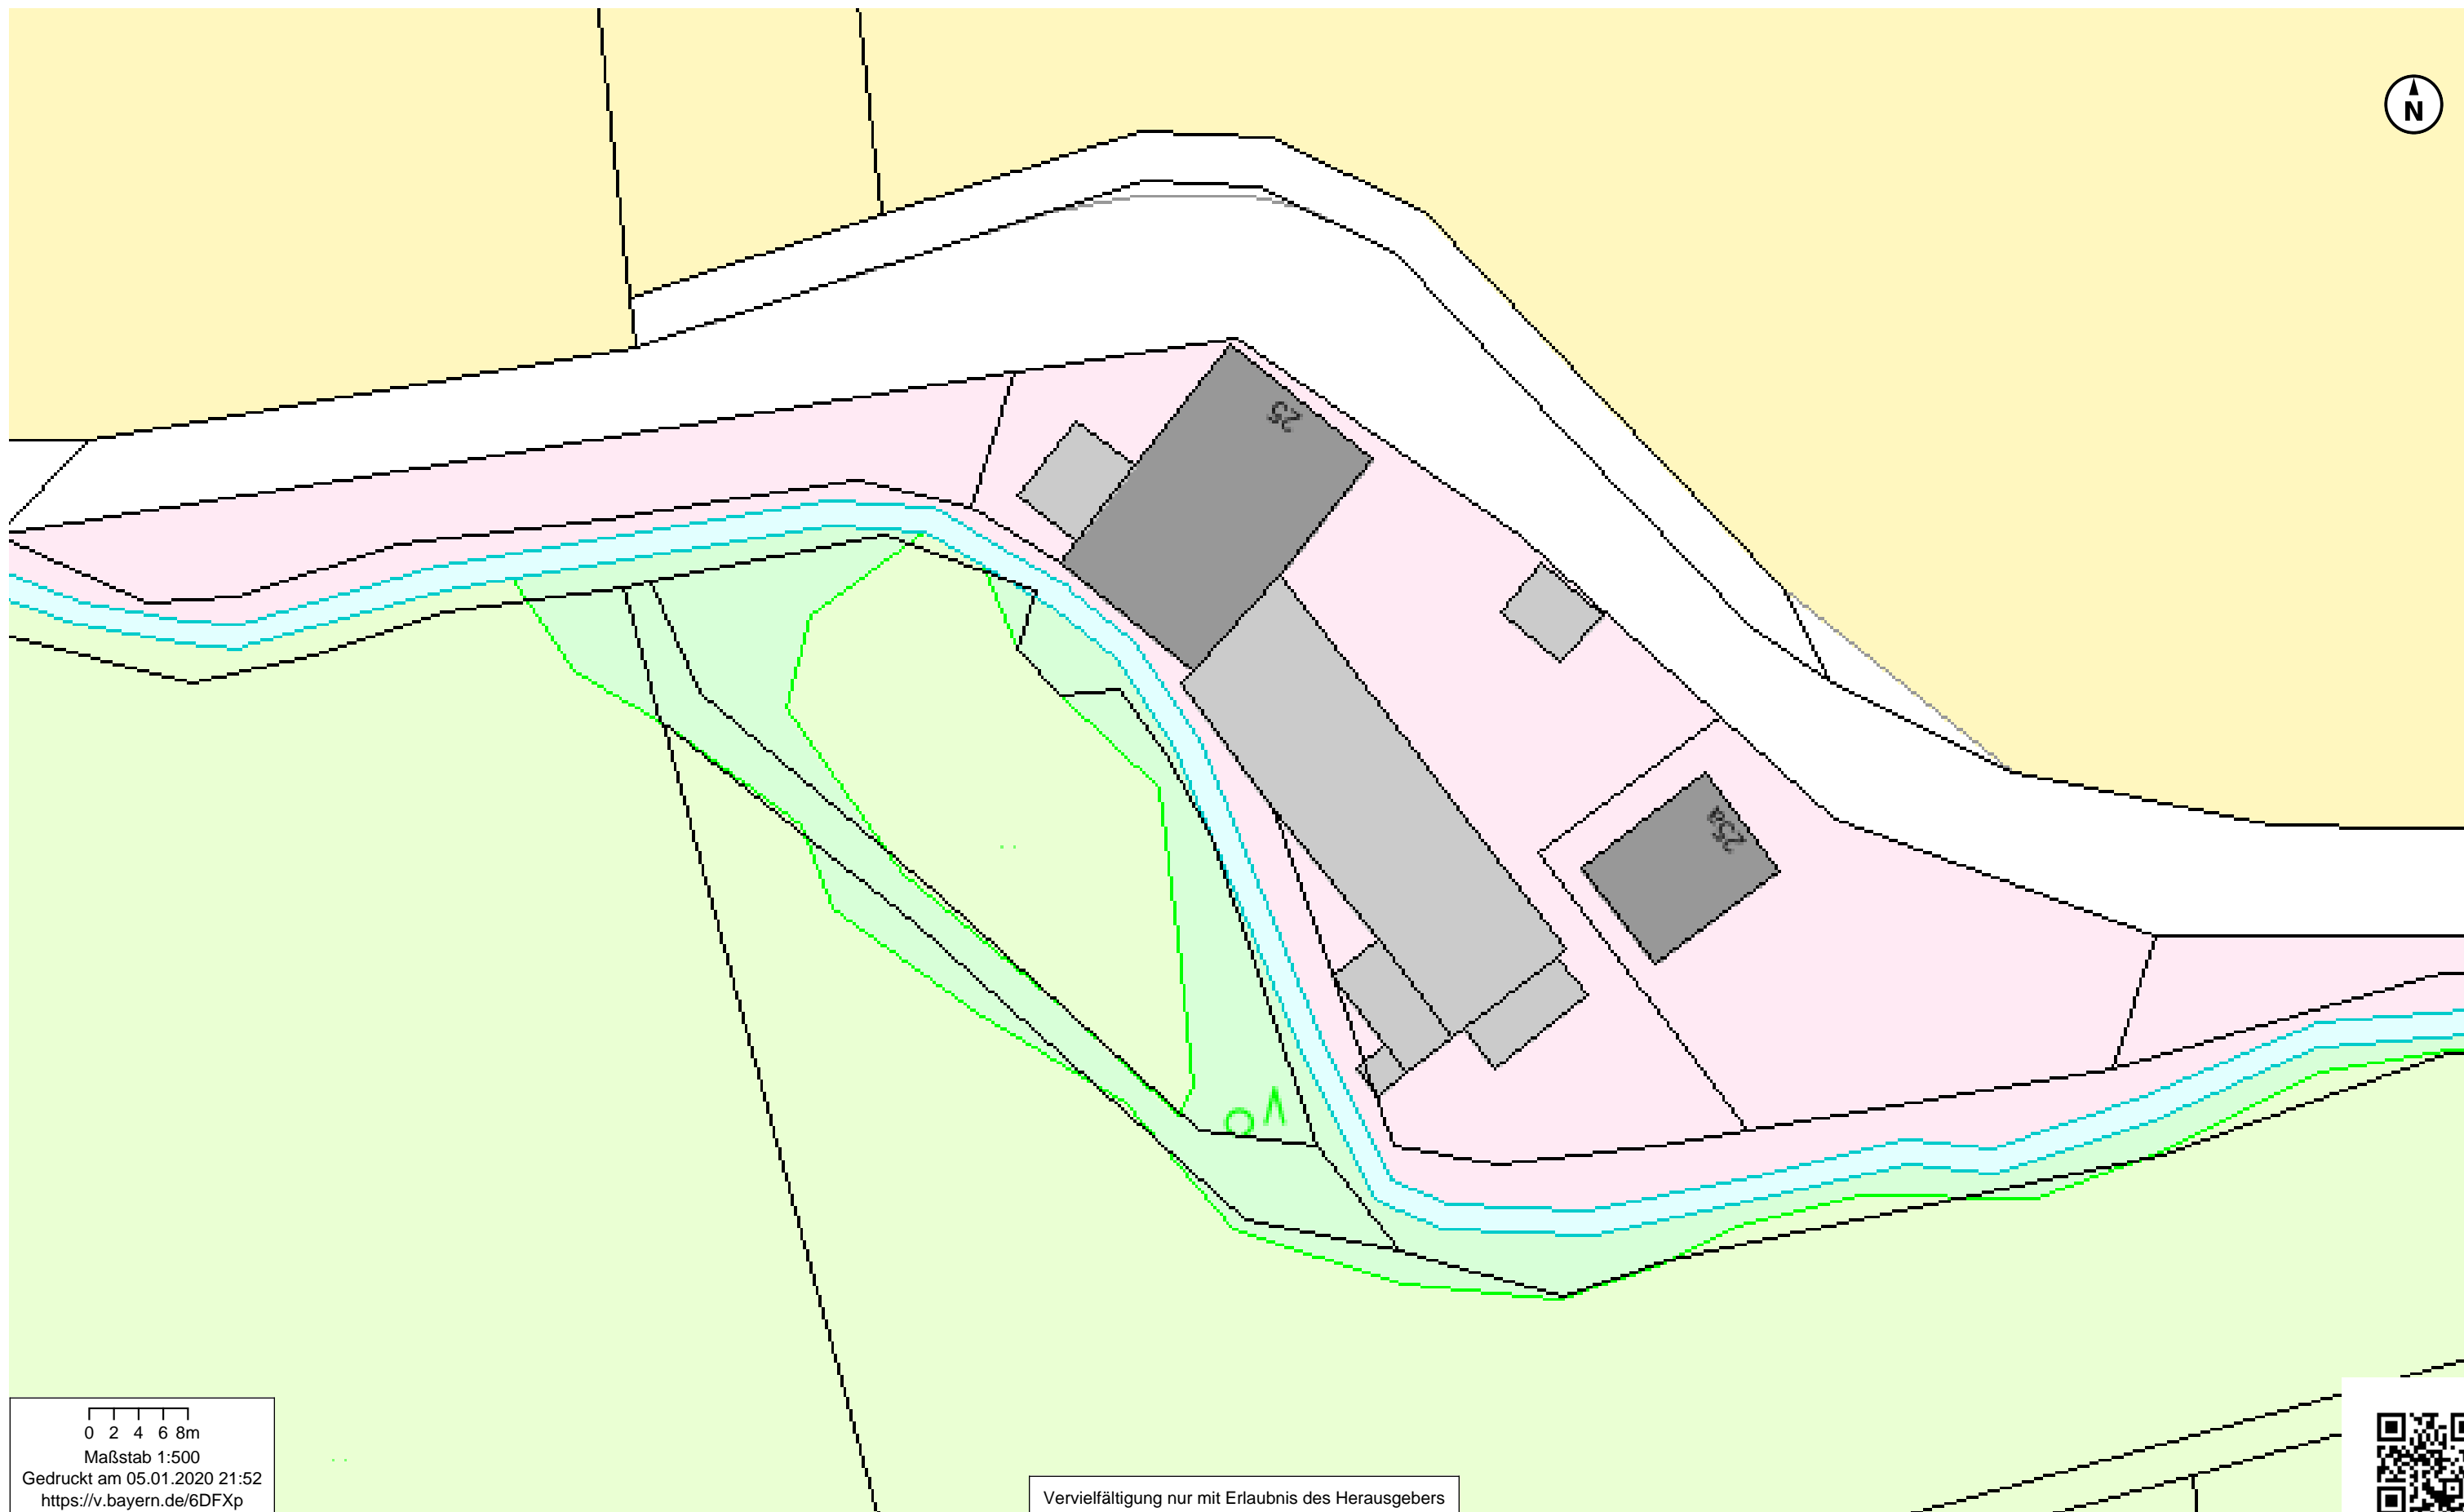 N
25
25a
0 2 4 6 8m
Maßstab 1:500
Gedruckt am 05.01.2020 21:52
https://v.bayern.de/6DFXp
Vervielfältigung nur mit Erlaubnis des Herausgebers